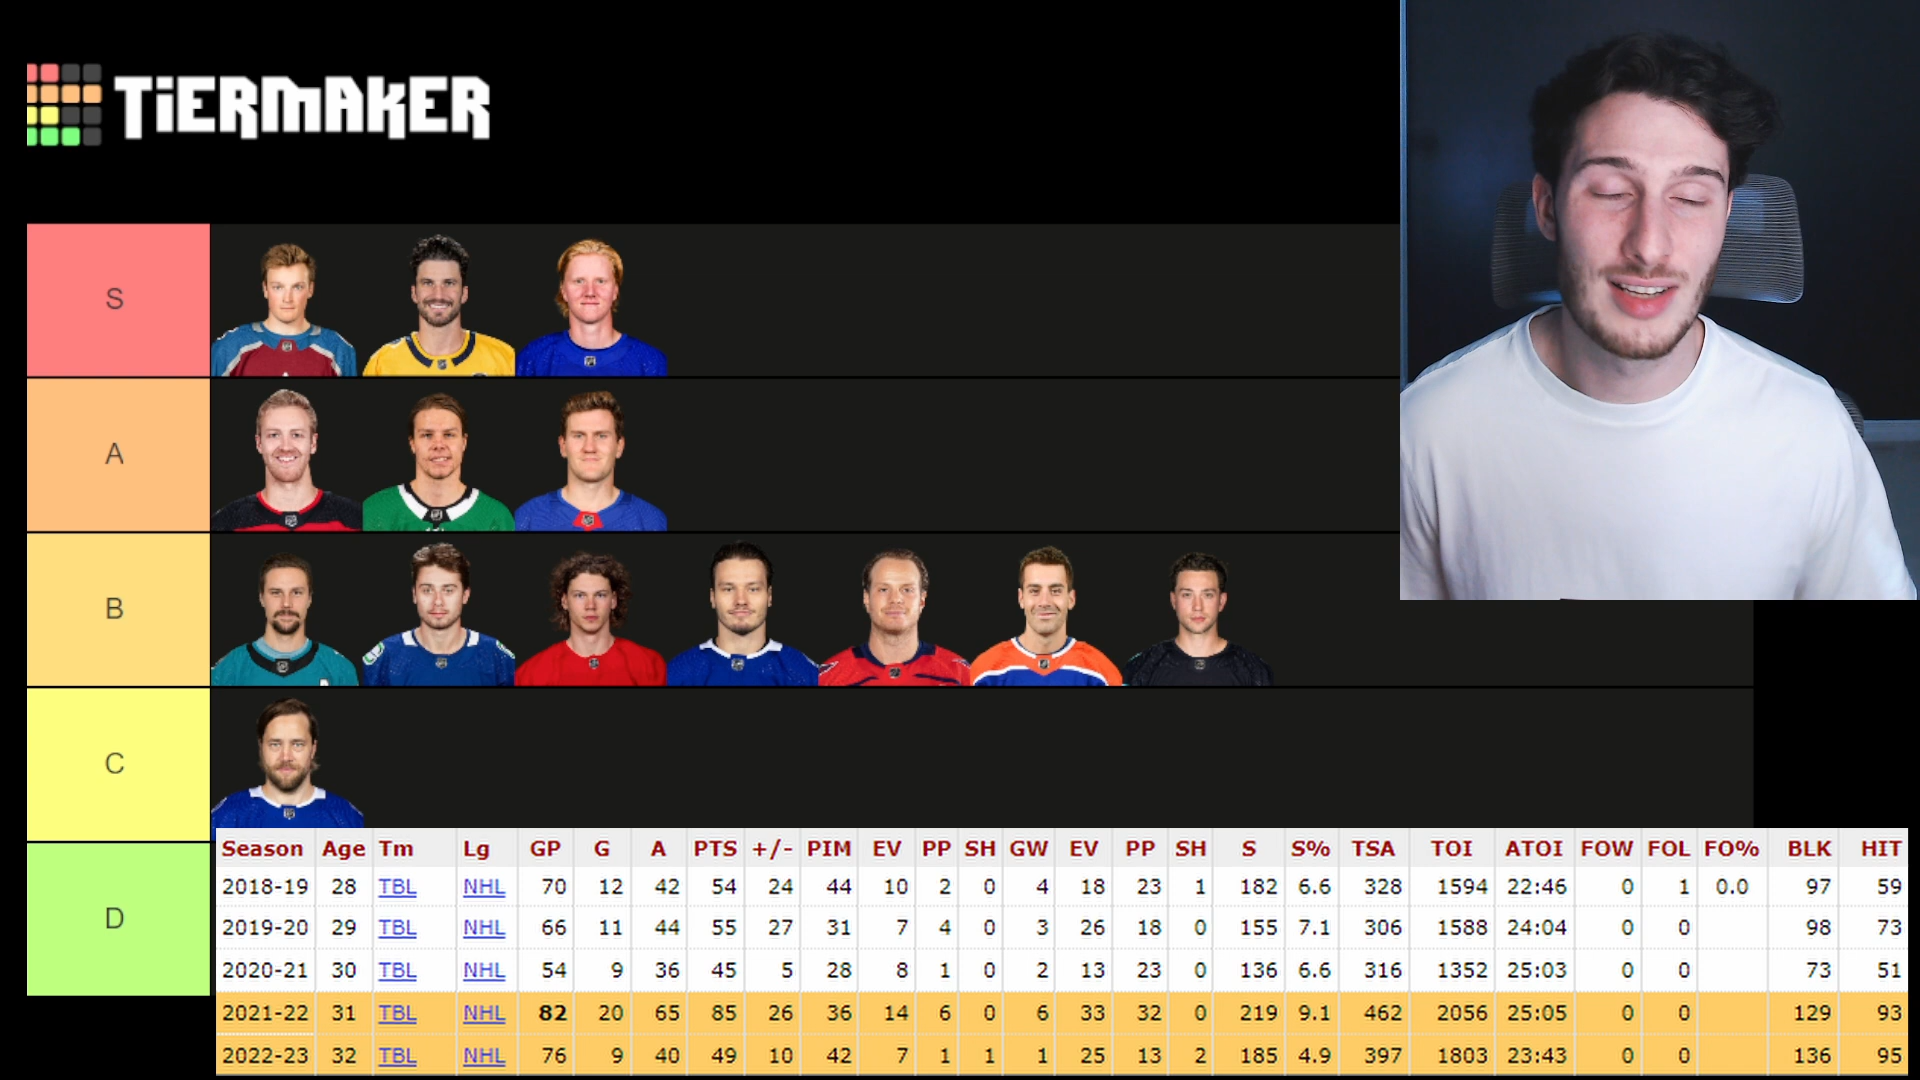 TiERMAKER
S
A
B
C
D
Season Age Tm Lg GP G A PTS +/- PIM EV PP SH GW EV PP SH S S% TSA TOI ATOI FOW FOL FO% BLK HIT
2018-19 28 TBL NHL 70 12 42 54 24 44 10 2 0 4 18 23 1 182 6.6 328 1594 22:46 0 1 0.0 97 59
2019-20 29 TBL NHL 66 11 44 55 27 31 7 4 0 3 26 18 0 155 7.1 306 1588 24:04 0 0 98 73
2020-21 30 TBL NHL 54 9 36 45 5 28 8 1 0 2 13 23 0 136 6.6 316 1352 25:03 0 0 73 51
2021-22 31 TBL NHL 82 20 65 85 26 36 14 6 0 6 33 32 0 219 9.1 462 2056 25:05 0 0 129 93
2022-23 32 TBL NHL 76 9 40 49 10 42 7 1 1 1 25 13 2 185 4.9 397 1803 23:43 0 0 136 95